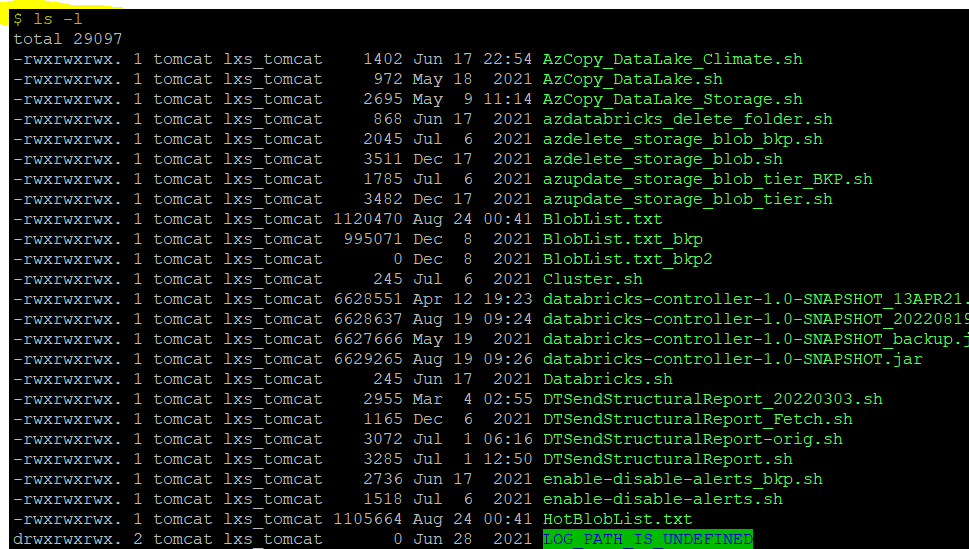 $ ls -l
total 29097
-rwxrwxrwx. 1 tomcat lxs_tomcat    1402 Jun 17 22:54 AzCopy_DataLake_Climate.sh
-rwxrwxrwx. 1 tomcat lxs_tomcat     972 May 18  2021 AzCopy_DataLake.sh
-rwxrwxrwx. 1 tomcat lxs_tomcat    2695 May  9 11:14 AzCopy_DataLake_Storage.sh
-rwxrwxrwx. 1 tomcat lxs_tomcat     868 Jun 17  2021 azdatabricks_delete_folder.sh
-rwxrwxrwx. 1 tomcat lxs_tomcat    2045 Jul  6  2021 azdelete_storage_blob_bkp.sh
-rwxrwxrwx. 1 tomcat lxs_tomcat    3511 Dec 17  2021 azdelete_storage_blob.sh
-rwxrwxrwx. 1 tomcat lxs_tomcat    1785 Jul  6  2021 azupdate_storage_blob_tier_BKP.sh
-rwxrwxrwx. 1 tomcat lxs_tomcat    3482 Dec 17  2021 azupdate_storage_blob_tier.sh
-rwxrwxrwx. 1 tomcat lxs_tomcat 1120470 Aug 24 00:41 BlobList.txt
-rwxrwxrwx. 1 tomcat lxs_tomcat  995071 Dec  8  2021 BlobList.txt_bkp
-rwxrwxrwx. 1 tomcat lxs_tomcat       0 Dec  8  2021 BlobList.txt_bkp2
-rwxrwxrwx. 1 tomcat lxs_tomcat     245 Jul  6  2021 Cluster.sh
-rwxrwxrwx. 1 tomcat lxs_tomcat 6628551 Apr 12 19:23 databricks-controller-1.0-SNAPSHOT_13APR21.
-rwxrwxrwx. 1 tomcat lxs_tomcat 6628637 Aug 19 09:24 databricks-controller-1.0-SNAPSHOT_20220819
-rwxrwxrwx. 1 tomcat lxs_tomcat 6627666 May 19  2021 databricks-controller-1.0-SNAPSHOT_backup.j
-rwxrwxrwx. 1 tomcat lxs_tomcat 6629265 Aug 19 09:26 databricks-controller-1.0-SNAPSHOT.jar
-rwxrwxrwx. 1 tomcat lxs_tomcat     245 Jun 17  2021 Databricks.sh
-rwxrwxrwx. 1 tomcat lxs_tomcat    2955 Mar  4 02:55 DTSendStructuralReport_20220303.sh
-rwxrwxrwx. 1 tomcat lxs_tomcat    1165 Dec  6  2021 DTSendStructuralReport_Fetch.sh
-rwxrwxrwx. 1 tomcat lxs_tomcat    3072 Jul  1 06:16 DTSendStructuralReport-orig.sh
-rwxrwxrwx. 1 tomcat lxs_tomcat    3285 Jul  1 12:50 DTSendStructuralReport.sh
-rwxrwxrwx. 1 tomcat lxs_tomcat    2736 Jun 17  2021 enable-disable-alerts_bkp.sh
-rwxrwxrwx. 1 tomcat lxs_tomcat    1518 Jul  6  2021 enable-disable-alerts.sh
-rwxrwxrwx. 1 tomcat lxs_tomcat 1105664 Aug 24 00:41 HotBlobList.txt
drwxrwxrwx. 2 tomcat lxs_tomcat       0 Jun 28  2021 LOG_PATH_IS_UNDEFINED